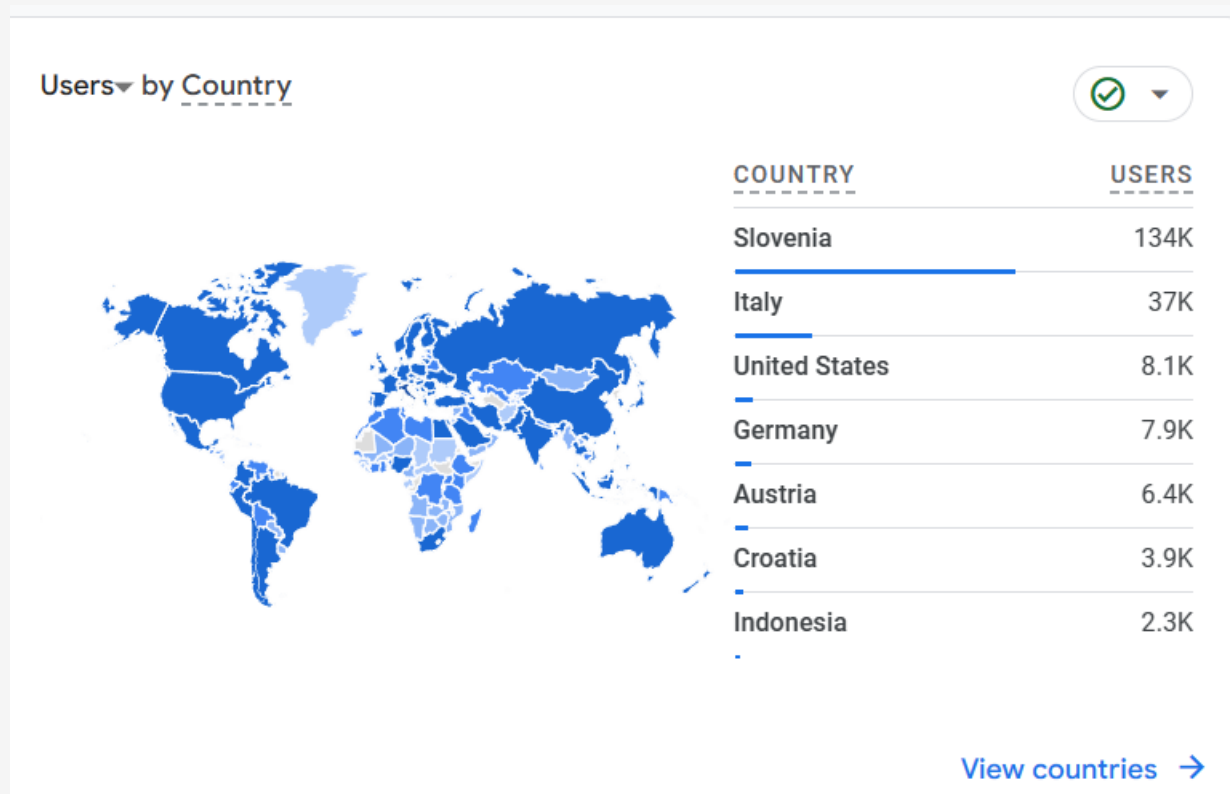 Users by Country
COUNTRY USERS
Slovenia 134K
Italy 37K
United States 8.1K
Germany 7.9K
Austria 6.4K
Croatia 3.9K
Indonesia 2.3K
View countries